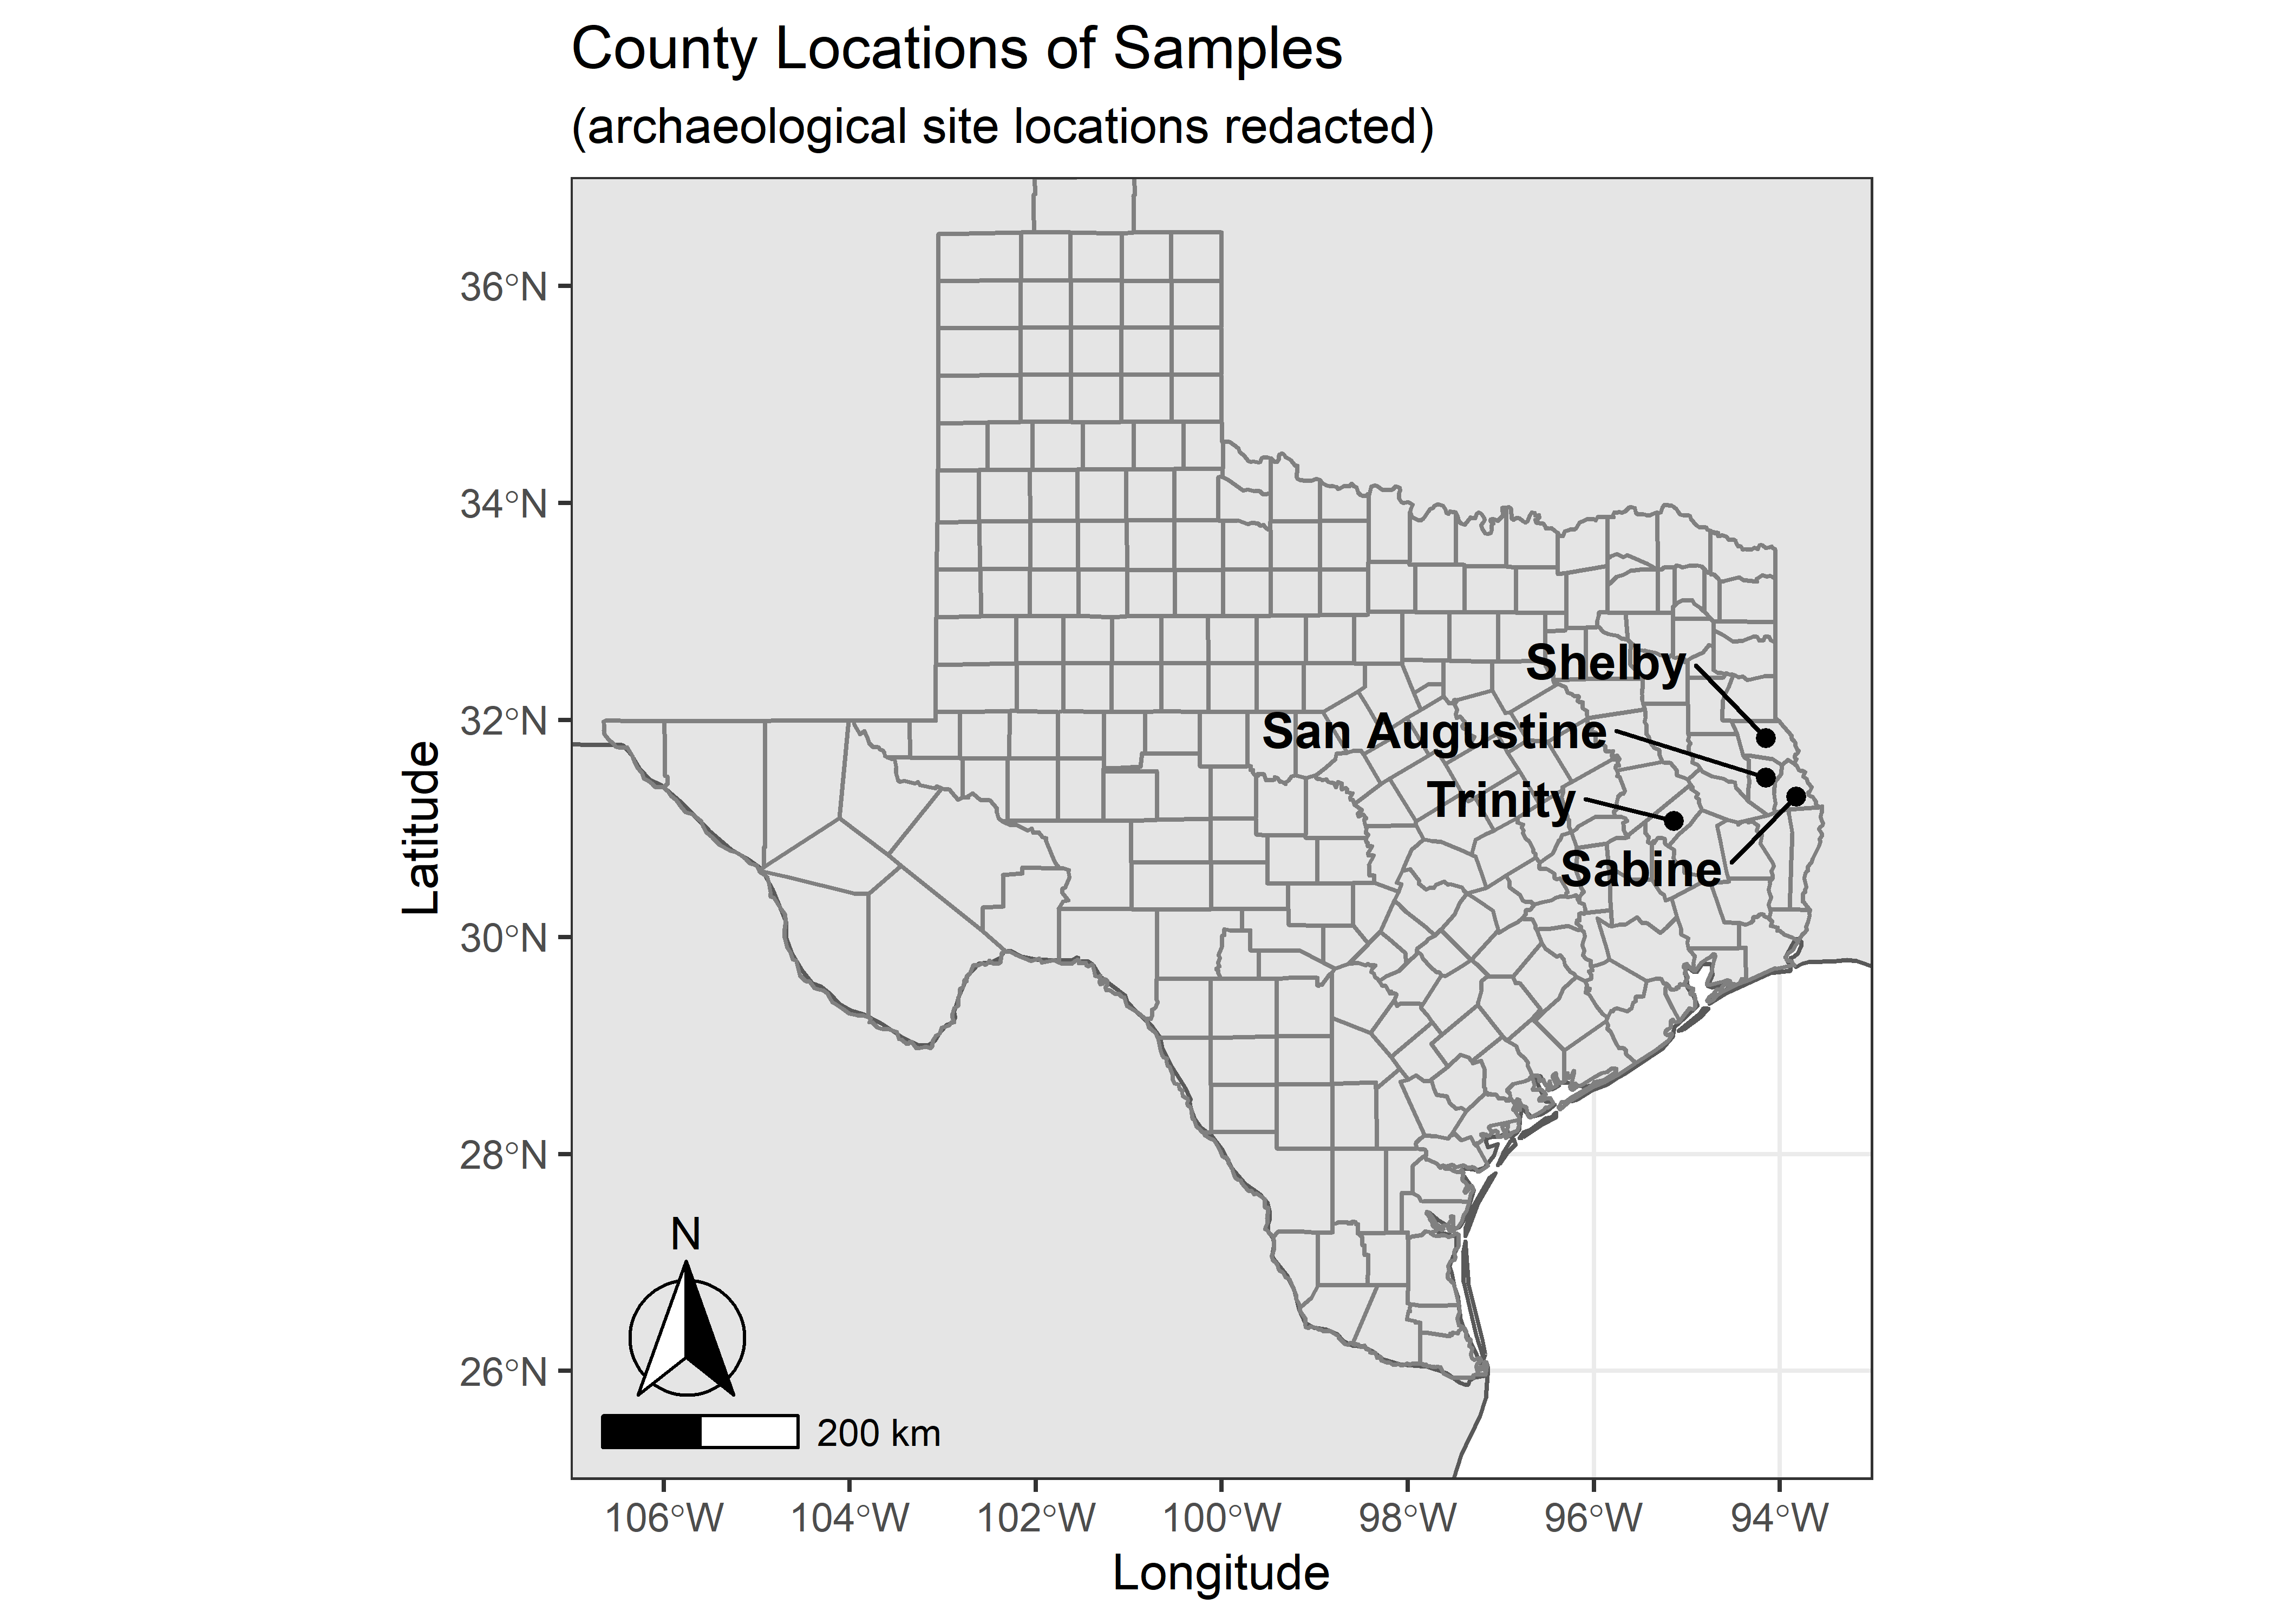 County Locations of Samples
(archaeological site locations redacted)
36°N
34°N
32°N
30°N
28°N
26°N
Latitude
Shelby
San Augustine
Trinity
Sabine
N
200 km
106°W
104°W
102°W
100°W
98°W
96°W
94°W
Longitude